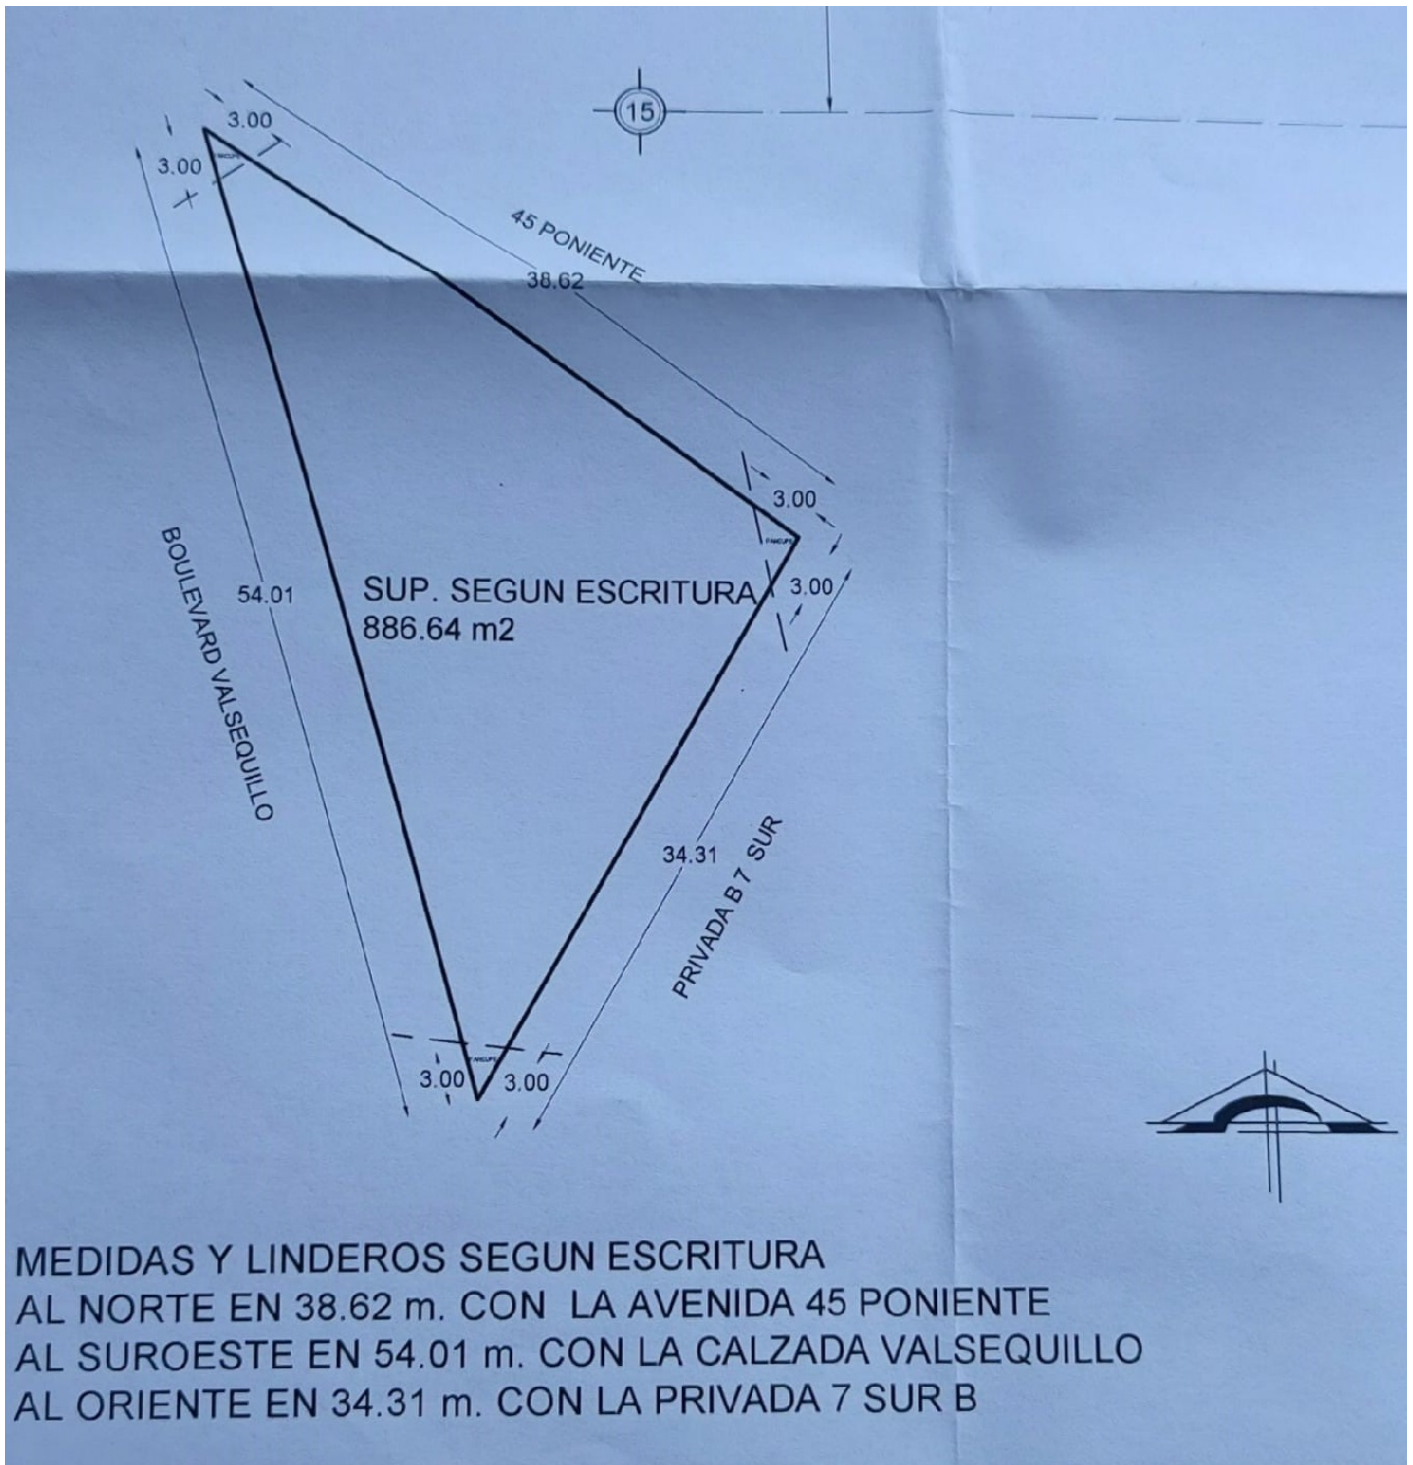 15
3.00
3.00
45 PONIENTE
38.62
3.00
3.00
BOULEVARD VALSEQUILLO
54.01
SUP. SEGUN ESCRITURA
886.64 m2
34.31
PRIVADA B 7 SUR
3.00
3.00
MEDIDAS Y LINDEROS SEGUN ESCRITURA
AL NORTE EN 38.62 m. CON LA AVENIDA 45 PONIENTE
AL SUROESTE EN 54.01 m. CON LA CALZADA VALSEQUILLO
AL ORIENTE EN 34.31 m. CON LA PRIVADA 7 SUR B